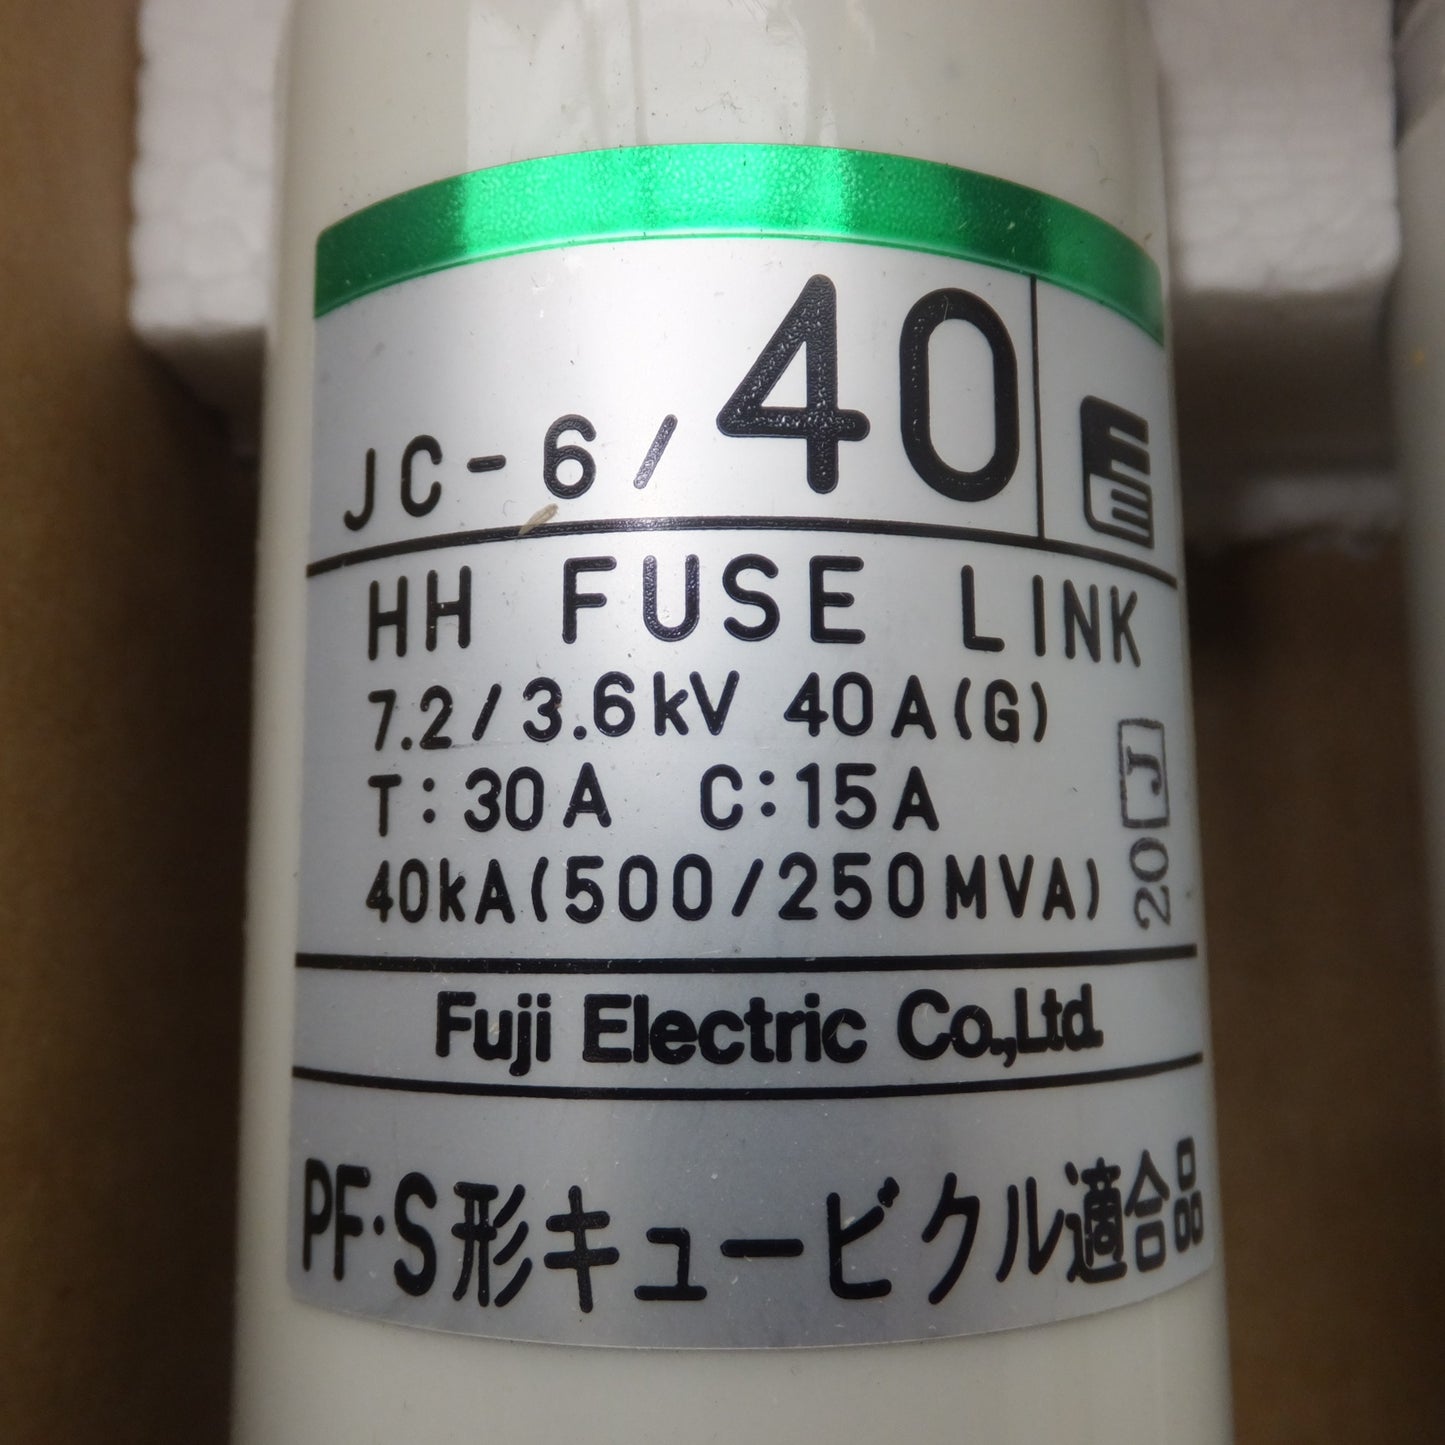 JC-6/40
HH FUSE LINK
7.2/3.6kV 40A(G)
T:30A C:15A
40kA(500/250MVA)
20 J
Fuji Electric Co.,Ltd.
PF·S形キュービクル適合品